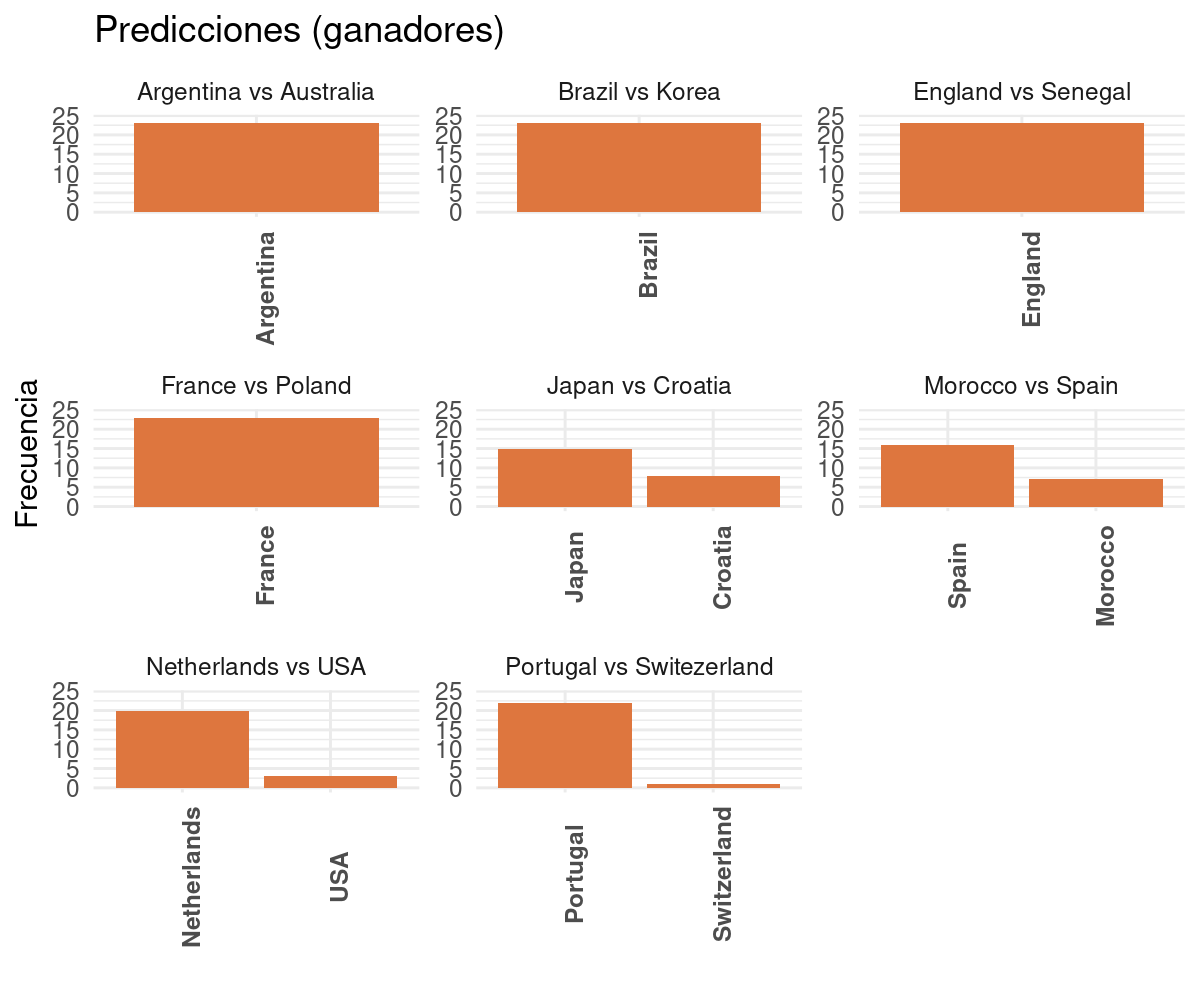 Predicciones (ganadores)
Argentina vs Australia
25
20
15
10
5
0
Argentina
Brazil vs Korea
25
20
15
10
5
0
Brazil
England vs Senegal
25
20
15
10
5
0
England
Frecuencia
France vs Poland
25
20
15
10
5
0
France
Japan vs Croatia
25
20
15
10
5
0
Japan
Croatia
Morocco vs Spain
25
20
15
10
5
0
Spain
Morocco
Netherlands vs USA
25
20
15
10
5
0
Netherlands
USA
Portugal vs Switezerland
25
20
15
10
5
0
Portugal
Switzerland